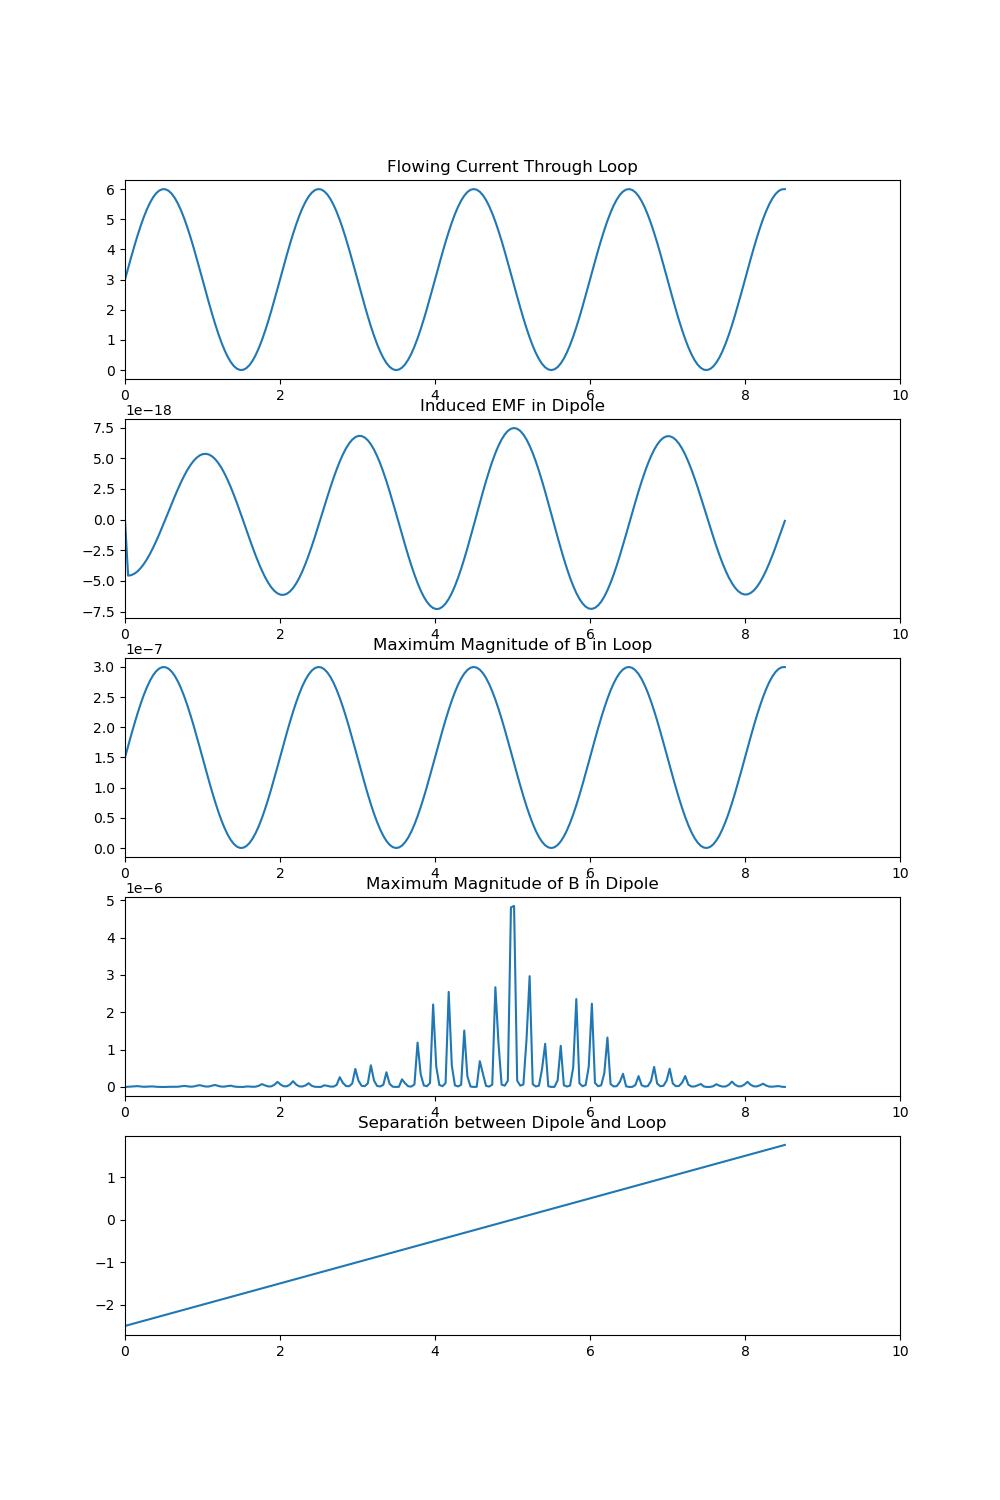 Flowing Current Through Loop
6
5
4
3
2
1
0
0 2 4 6 8 10
1e−18
Induced EMF in Dipole
7.5
5.0
2.5
0.0
−2.5
−5.0
−7.5
0 2 4 6 8 10
1e−7
Maximum Magnitude of B in Loop
3.0
2.5
2.0
1.5
1.0
0.5
0.0
0 2 4 6 8 10
1e−6
Maximum Magnitude of B in Dipole
5
4
3
2
1
0
0 2 4 6 8 10
Separation between Dipole and Loop
1
0
−1
−2
0 2 4 6 8 10